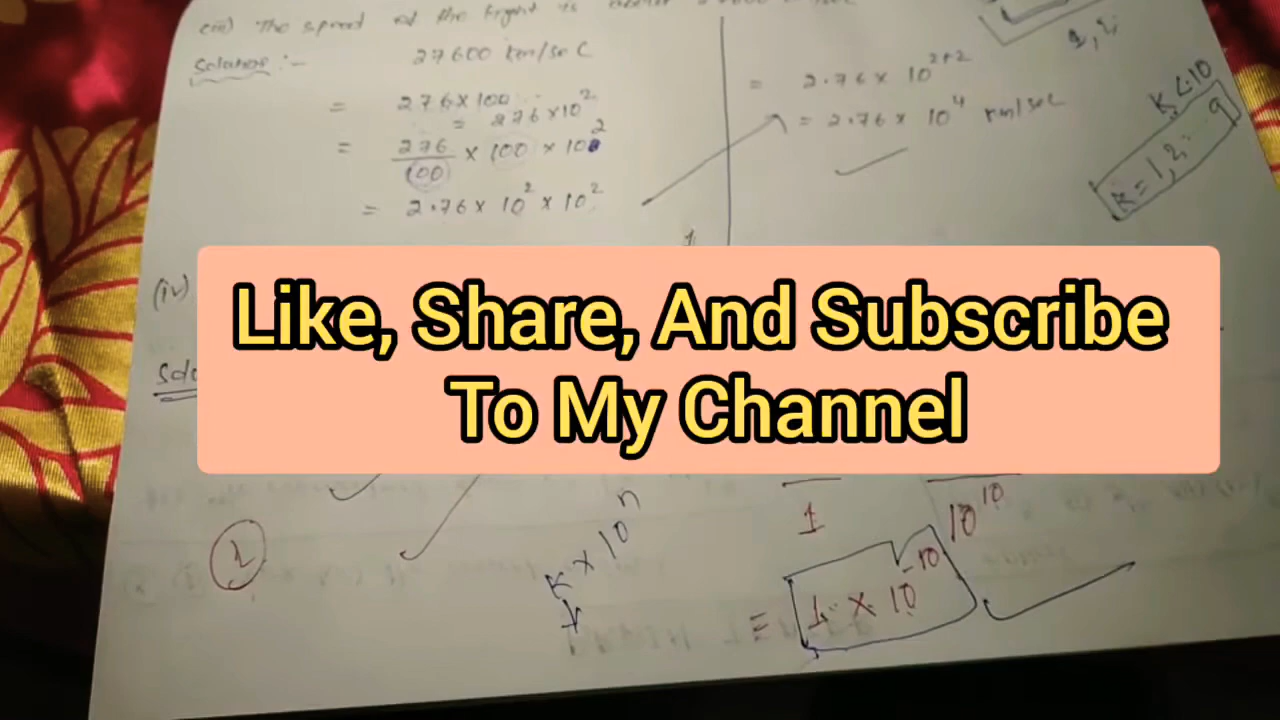 (iii) The speed of the
Solution :-
27600 km/sec
= 276 x 100
= 276 x 10²
= 276/100 x 100 x 10²
= 2.76 x 10² x 10²
= 2.76 x 10²⁺²
= 2.76 x 10⁴ km/sec
K < 10
K = 1, 2, .. 9
(iv)
Like, Share, And Subscribe
To My Channel
1
10¹⁰
K x 10ⁿ
= 1 x 10⁻¹⁰